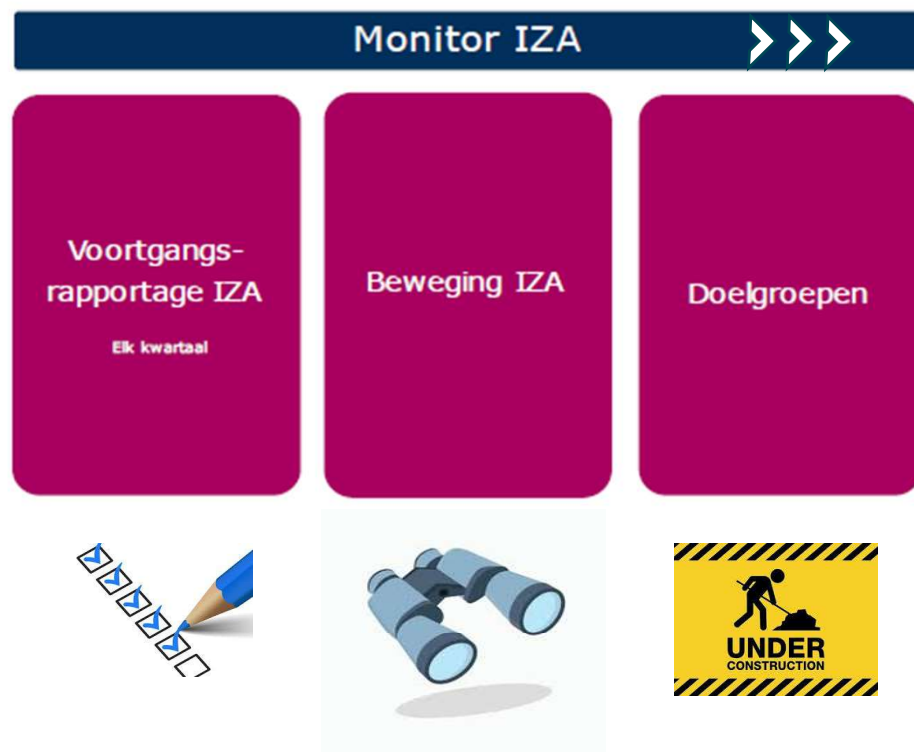 Monitor IZA
Voortgangs-
rapportage IZA
Elk kwartaal
Beweging IZA
Doelgroepen
UNDER
CONSTRUCTION